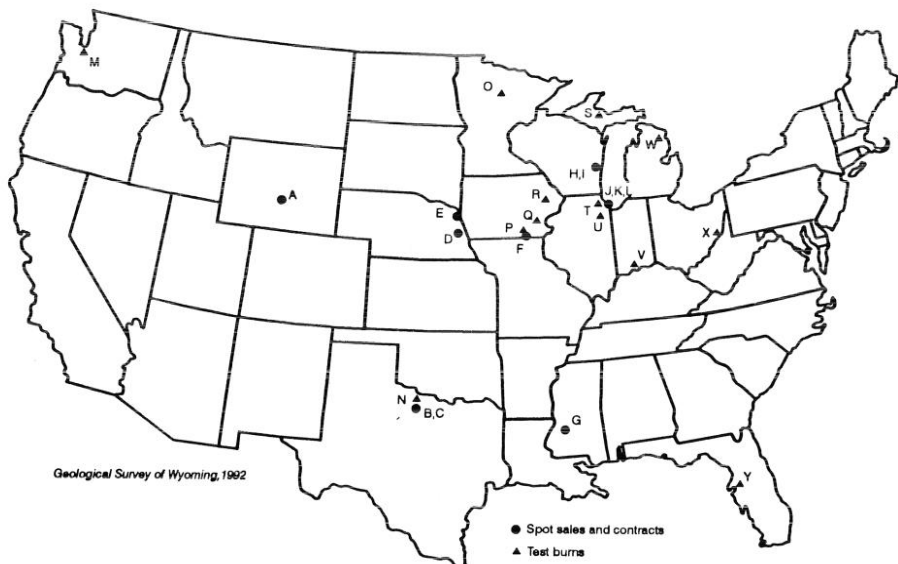 M
O
S
W
H,I
A
R
J,K,L
E
T
Q
U
D
P
F
X
V
N
B,C
G
Geological Survey of Wyoming,1992
Y
Spot sales and contracts
Test burns